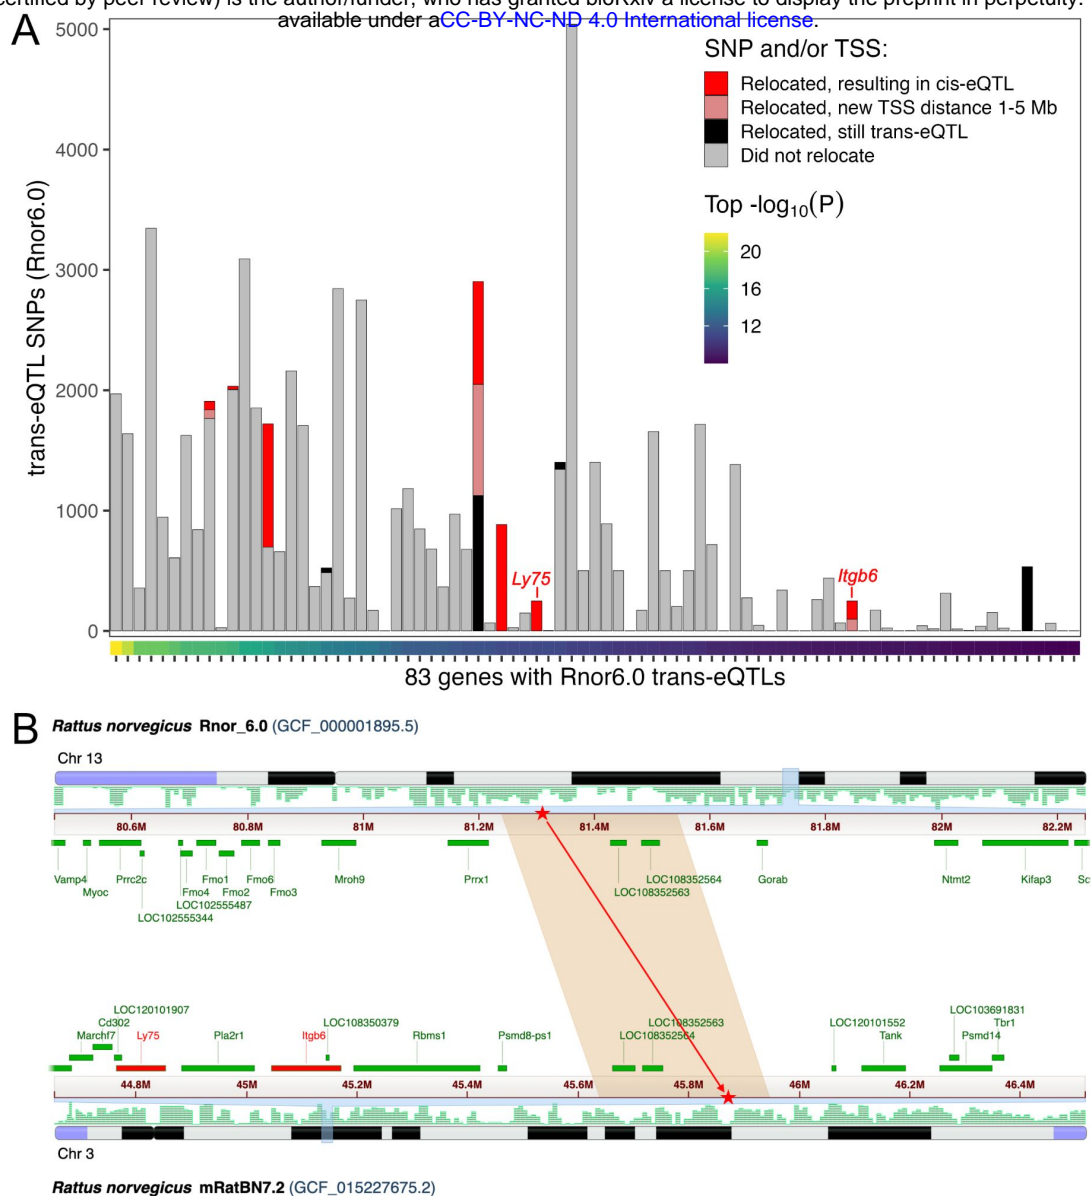 certified by peer review) is the author/funder, who has granted bioRxiv a license to display the preprint in perpetuity.
available under aCC-BY-NC-ND 4.0 International license.
A
trans-eQTL SNPs (Rnor6.0)
5000
4000
3000
2000
1000
0
SNP and/or TSS:
Relocated, resulting in cis-eQTL
Relocated, new TSS distance 1-5 Mb
Relocated, still trans-eQTL
Did not relocate
Top -log10(P)
20
16
12
Ly75
Itgb6
83 genes with Rnor6.0 trans-eQTLs
B
Rattus norvegicus Rnor_6.0 (GCF_000001895.5)
Chr 13
80.6M 80.8M 81M 81.2M 81.4M 81.6M 81.8M 82M 82.2M
Vamp4 Prrc2c Fmo1 Fmo6 Mroh9 Prrx1 LOC108352564 Gorab Ntmt2 Kifap3 Sc
Myoc Fmo4 Fmo2 Fmo3 LOC108352563
LOC102555487
LOC102555344
LOC120101907 LOC103691831
Cd302 LOC108350379 LOC108352563 LOC120101552 Tbr1
Marchf7 Ly75 Pla2r1 Itgb6 Rbms1 Psmd8-ps1 LOC108352564 Tank Psmd14
44.8M 45M 45.2M 45.4M 45.6M 45.8M 46M 46.2M 46.4M
Chr 3
Rattus norvegicus mRatBN7.2 (GCF_015227675.2)